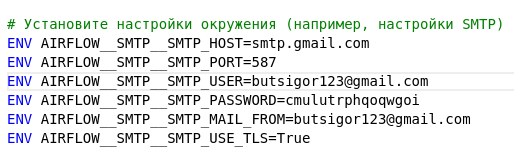 # Установите настройки окружения (например, настройки SMTP)
ENV AIRFLOW__SMTP__SMTP_HOST=smtp.gmail.com
ENV AIRFLOW__SMTP__SMTP_PORT=587
ENV AIRFLOW__SMTP__SMTP_USER=butsigor123@gmail.com
ENV AIRFLOW__SMTP__SMTP_PASSWORD=cmulutrphqoqwgoi
ENV AIRFLOW__SMTP__SMTP_MAIL_FROM=butsigor123@gmail.com
ENV AIRFLOW__SMTP__SMTP_USE_TLS=True